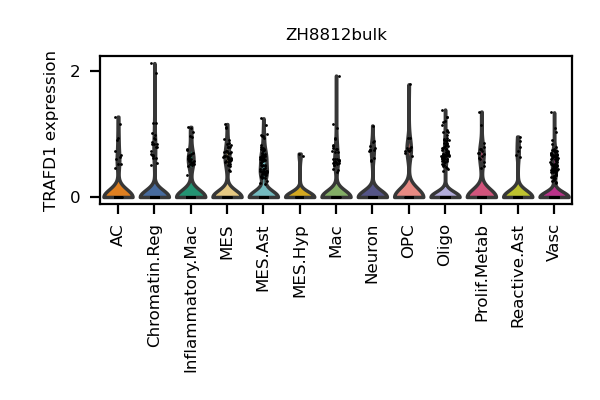 ZH8812bulk
TRAFD1 expression
2
0
AC
Chromatin.Reg
Inflammatory.Mac
MES
MES.Ast
MES.Hyp
Mac
Neuron
OPC
Oligo
Prolif.Metab
Reactive.Ast
Vasc